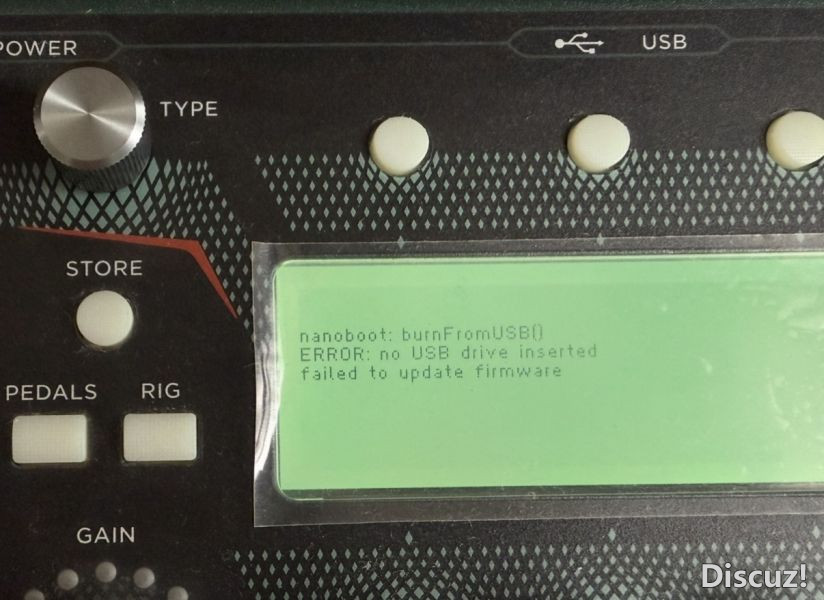 POWER
USB
TYPE
STORE
nanoboot: burnFromUSB()
ERROR: no USB drive inserted
failed to update firmware
PEDALS
RIG
GAIN
Discuz!